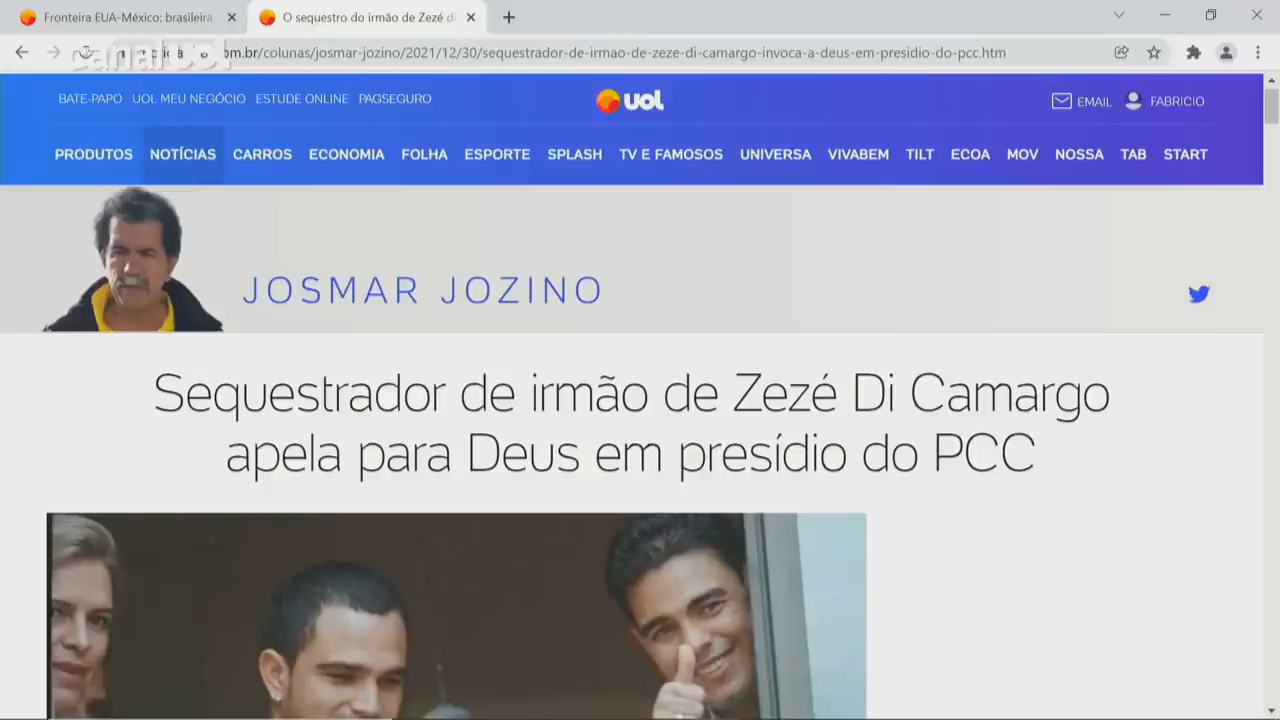 Fronteira EUA-México: brasileira
O sequestro do irmão de Zezé di
canal UOL
om.br/colunas/josmar-jozino/2021/12/30/sequestrador-de-irmao-de-zeze-di-camargo-invoca-a-deus-em-presidio-do-pcc.htm
BATE-PAPO UOL MEU NEGÓCIO ESTUDE ONLINE PAGSEGURO
uol
EMAIL FABRICIO
PRODUTOS NOTÍCIAS CARROS ECONOMIA FOLHA ESPORTE SPLASH TV E FAMOSOS UNIVERSA VIVABEM TILT ECOA MOV NOSSA TAB START
JOSMAR JOZINO
Sequestrador de irmão de Zezé Di Camargo
apela para Deus em presídio do PCC